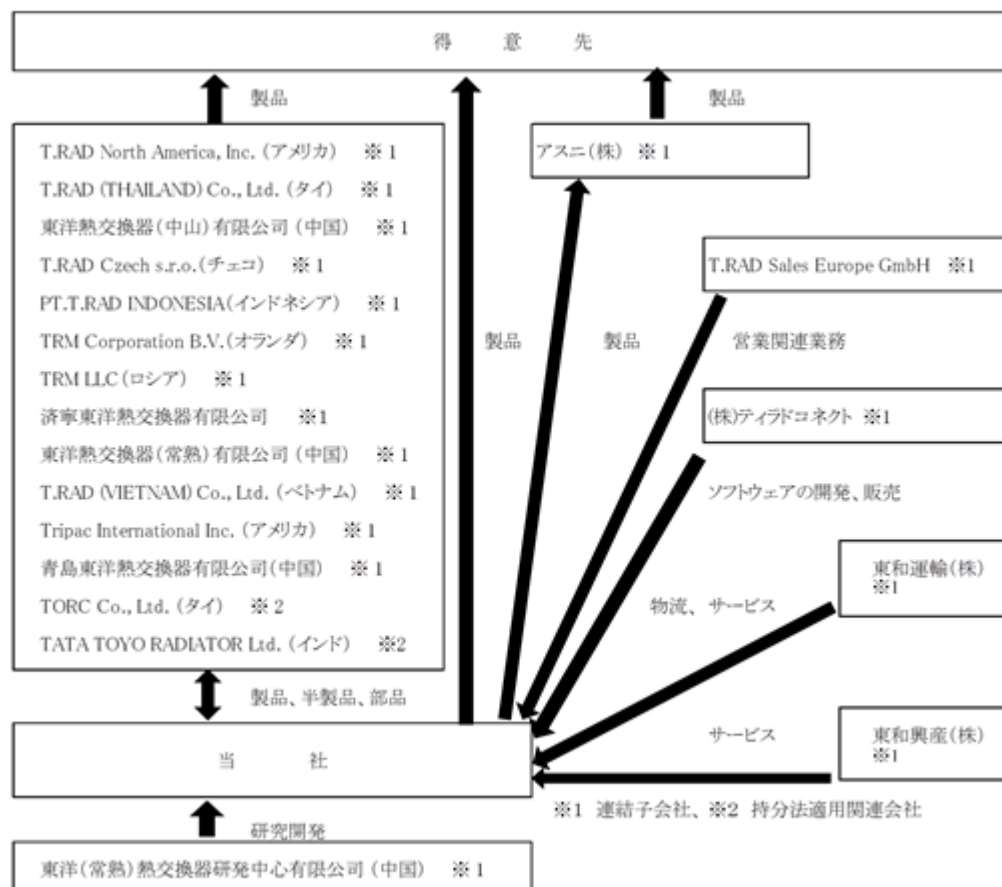 得 意 先
製品
製品
T.RAD North America, Inc. (アメリカ) ※ 1
T.RAD (THAILAND) Co., Ltd. (タイ) ※ 1
東洋熱交換器(中山)有限公司 (中国) ※ 1
T.RAD Czech s.r.o.(チェコ) ※ 1
PT.T.RAD INDONESIA(インドネシア) ※ 1
TRM Corporation B.V.(オランダ) ※ 1
TRM LLC(ロシア) ※ 1
済寧東洋熱交換器有限公司 ※1
東洋熱交換器(常熟)有限公司 (中国) ※ 1
T.RAD (VIETNAM) Co., Ltd. (ベトナム) ※ 1
Tripac International Inc. (アメリカ) ※ 1
青島東洋熱交換器有限公司(中国) ※ 1
TORC Co., Ltd. (タイ) ※ 2
TATA TOYO RADIATOR Ltd. (インド) ※2
アスニ(株) ※ 1
T.RAD Sales Europe GmbH ※1
製品
製品
営業関連業務
(株)ティラドコネクト ※1
ソフトウェアの開発、販売
東和運輸(株)
※1
物流、サービス
製品、半製品、部品
サービス
東和興産(株)
※1
当 社
※1 連結子会社、※2 持分法適用関連会社
研究開発
東洋(常熟)熱交換器研発中心有限公司 (中国) ※ 1